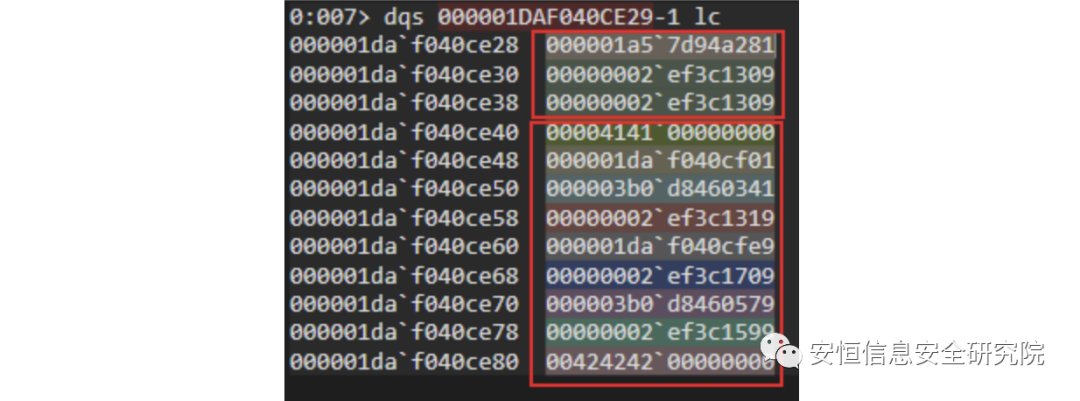 0:007> dqs 000001DAF040CE29-1 lc
000001da`f040ce28 000001a5`7d94a281
000001da`f040ce30 00000002`ef3c1309
000001da`f040ce38 00000002`ef3c1309
000001da`f040ce40 00004141`00000000
000001da`f040ce48 000001da`f040cf01
000001da`f040ce50 000003b0`d8460341
000001da`f040ce58 00000002`ef3c1319
000001da`f040ce60 000001da`f040cfe9
000001da`f040ce68 00000002`ef3c1709
000001da`f040ce70 000003b0`d8460579
000001da`f040ce78 00000002`ef3c1599
000001da`f040ce80 00424242`00000000
安恒信息安全研究院